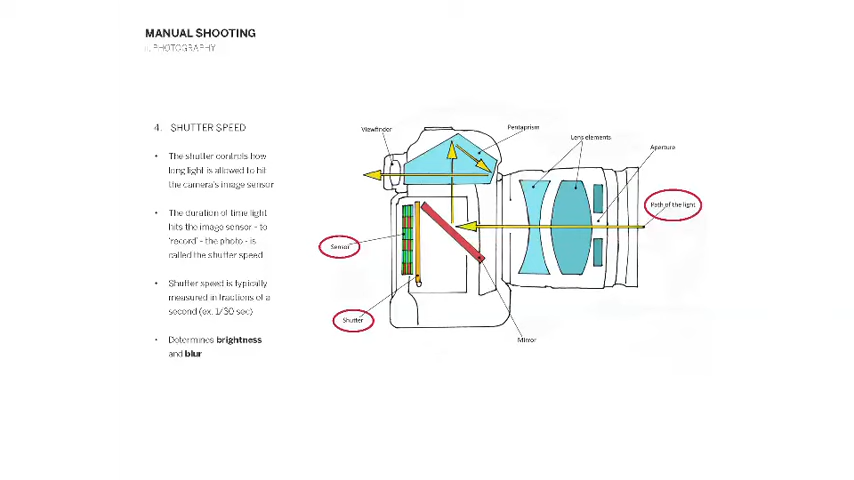 MANUAL SHOOTING
PHOTOGRAPHY
4. SHUTTER SPEED
• The shutter controls how
long light is allowed to hit
the camera's image sensor
• The duration of time light
hits the image sensor - to
'record' - the photo - is
called the shutter speed
• Shutter speed is typically
measured in fractions of a
second (ex. 1/30 sec)
• Determines brightness
and blur
Viewfinder
Pentaprism
Lens elements
Aperture
Path of the light
Sensor
Shutter
Mirror